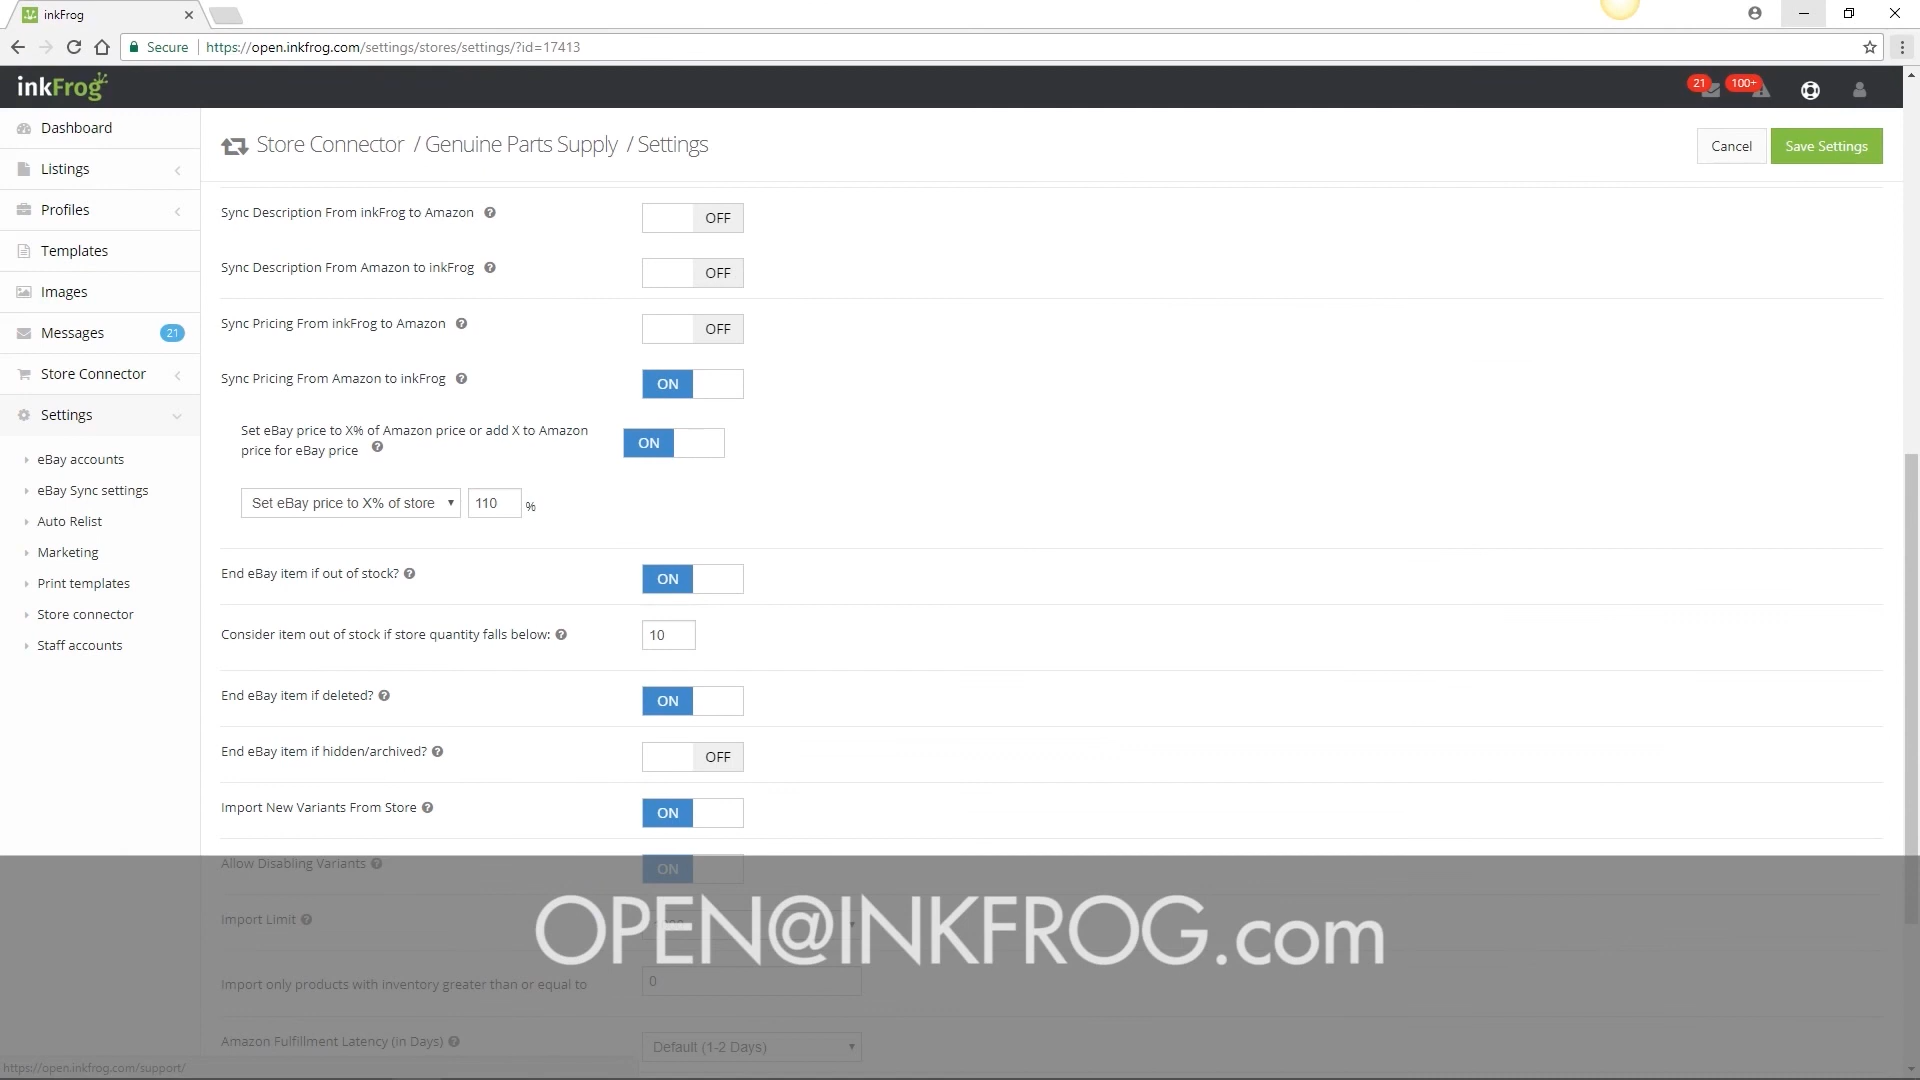 inkFrog
Secure https://open.inkfrog.com/settings/stores/settings/?id=17413
inkFrog
21 100+
Dashboard
Listings
Profiles
Templates
Images
Messages 21
Store Connector
Settings
eBay accounts
eBay Sync settings
Auto Relist
Marketing
Print templates
Store connector
Staff accounts
Store Connector / Genuine Parts Supply / Settings
Cancel Save Settings
Sync Description From inkFrog to Amazon OFF
Sync Description From Amazon to inkFrog OFF
Sync Pricing From inkFrog to Amazon OFF
Sync Pricing From Amazon to inkFrog ON
Set eBay price to X% of Amazon price or add X to Amazon
price for eBay price ON
Set eBay price to X% of store 110 %
End eBay item if out of stock? ON
Consider item out of stock if store quantity falls below: 10
End eBay item if deleted? ON
End eBay item if hidden/archived? OFF
Import New Variants From Store ON
Allow Disabling Variants ON
Import Limit
OPEN@INKFROG.com
Import only products with inventory greater than or equal to 0
Amazon Fulfillment Latency (In Days) Default (1-2 Days)
https://open.inkfrog.com/support/